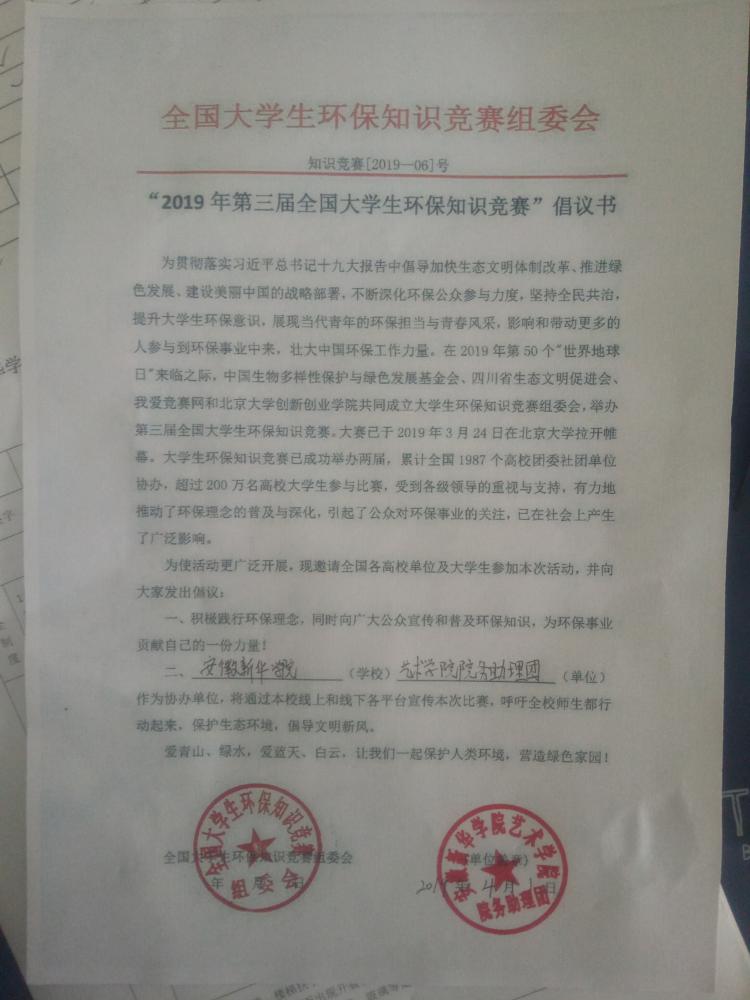 全国大学生环保知识竞赛组委会
知识竞赛[2019—06]号
“2019 年第三届全国大学生环保知识竞赛”倡议书
为贯彻落实习近平总书记十九大报告中倡导加快生态文明体制改革、推进绿
色发展、建设美丽中国的战略部署，不断深化环保公众参与力度，坚持全民共治，
提升大学生环保意识，展现当代青年的环保担当与青春风采，影响和带动更多的
人参与到环保事业中来，壮大中国环保工作力量。在 2019 年第 50 个"世界地球
日"来临之际，中国生物多样性保护与绿色发展基金会、四川省生态文明促进会、
我爱竞赛网和北京大学创新创业学院共同成立大学生环保知识竞赛组委会，举办
第三届全国大学生环保知识竞赛。大赛已于 2019 年 3 月 24 日在北京大学拉开帷
幕。大学生环保知识竞赛已成功举办两届，累计全国 1987 个高校团委社团单位
协办，超过 200 万名高校大学生参与比赛，受到各级领导的重视与支持，有力地
推动了环保理念的普及与深化，引起了公众对环保事业的关注，已在社会上产生
了广泛影响。
为使活动更广泛开展，现邀请全国各高校单位及大学生参加本次活动，并向
大家发出倡议：
一、积极践行环保理念，同时向广大公众宣传和普及环保知识，为环保事业
贡献自己的一份力量！
二、安徽新华学院（学校）艺术学院院务助理团（单位）
作为协办单位，将通过本校线上和线下各平台宣传本次比赛，呼吁全校师生都行
动起来，保护生态环境，倡导文明新风。
爱青山、绿水，爱蓝天、白云，让我们一起保护人类环境，营造绿色家园！
全国大学生环保知识竞赛
组委会
安徽新华学院艺术学院
院务助理团
全国大学生环保知识竞赛组委会
（单位盖章）
年 月 日
年 4 月 1 日